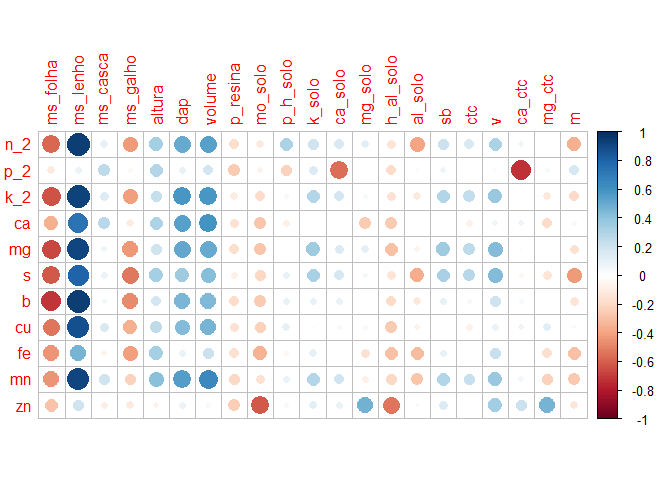 ms_folha
ms_lenho
ms_casca
ms_galho
altura
dap
volume
p_resina
mo_solo
p_h_solo
k_solo
ca_solo
mg_solo
h_al_solo
al_solo
sb
ctc
v
ca_ctc
mg_ctc
m
n_2
p_2
k_2
ca
mg
s
b
cu
fe
mn
zn
1
0.8
0.6
0.4
0.2
0
-0.2
-0.4
-0.6
-0.8
-1